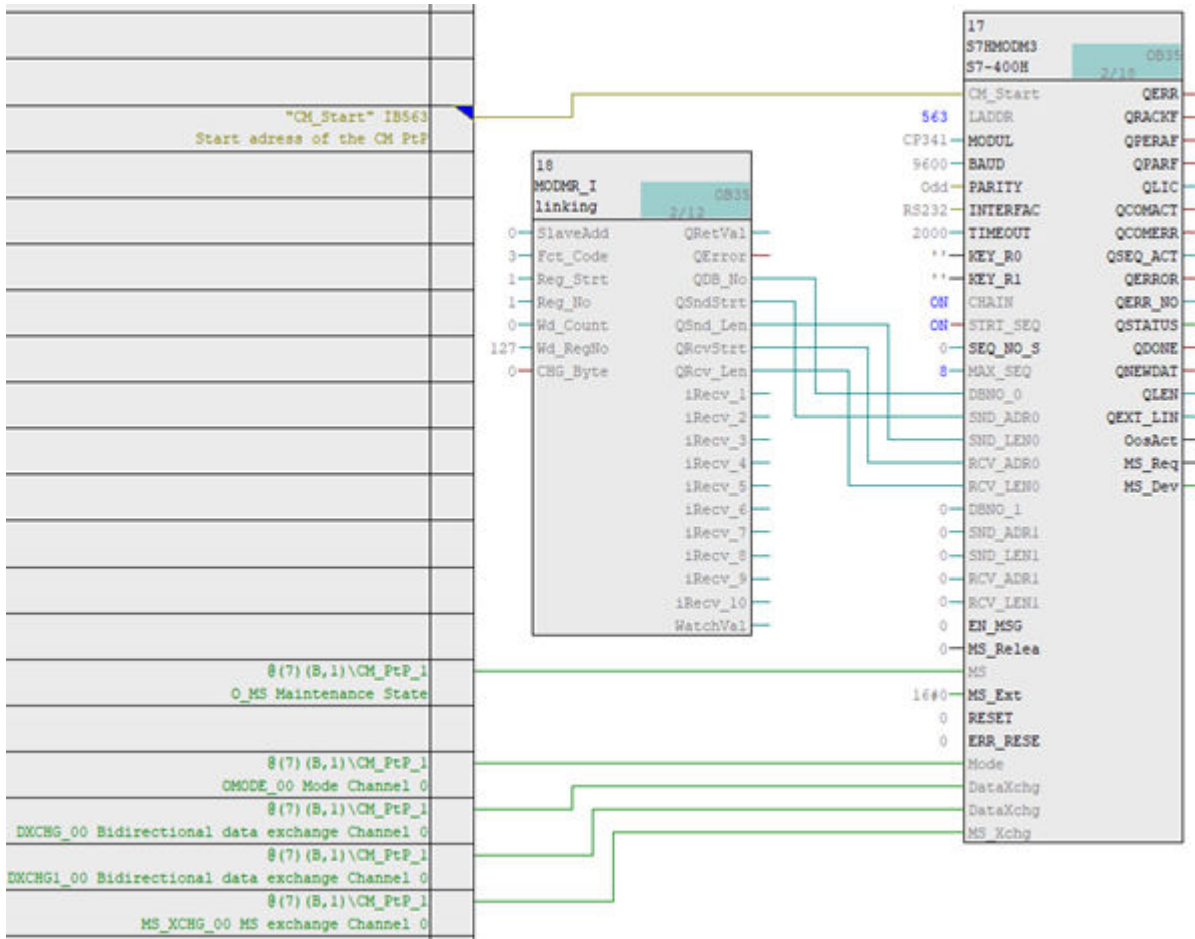 "CM_Start" IB563
Start adress of the CM PtP
@(7)(B,1)\CM_PtP_1
O_MS Maintenance State
@(7)(B,1)\CM_PtP_1
OMODE_00 Mode Channel 0
@(7)(B,1)\CM_PtP_1
DXCHG_00 Bidirectional data exchange Channel 0
@(7)(B,1)\CM_PtP_1
DXCHG1_00 Bidirectional data exchange Channel 0
@(7)(B,1)\CM_PtP_1
MS_XCHG_00 MS exchange Channel 0
18
MODMR_I OB35
linking 2/12
0 SlaveAdd QRetVal
3 Fct_Code QError
1 Reg_Strt QDB_No
1 Reg_No QSndStrt
0 Wd_Count QSnd_Len
127 Wd_RegNo QRcvStrt
0 CHG_Byte QRcv_Len
iRecv_1
iRecv_2
iRecv_3
iRecv_4
iRecv_5
iRecv_6
iRecv_7
iRecv_8
iRecv_9
iRecv_10
WatchVal
17
S7HMODM3 OB35
S7-400H 2/10
CM_Start QERR
563 LADDR QRACKF
CP341 MODUL QPERAF
9600 BAUD QPARF
Odd PARITY QLIC
RS232 INTERFAC QCOMACT
2000 TIMEOUT QCOMERR
'' KEY_R0 QSEQ_ACT
'' KEY_R1 QERROR
ON CHAIN QERR_NO
ON STRT_SEQ QSTATUS
0 SEQ_NO_S QDONE
8 MAX_SEQ QNEWDAT
DBNO_0 QLEN
SND_ADR0 QEXT_LIN
SND_LEN0 OosAct
RCV_ADR0 MS_Req
RCV_LEN0 MS_Dev
0 DBNO_1
0 SND_ADR1
0 SND_LEN1
0 RCV_ADR1
0 RCV_LEN1
0 EN_MSG
0 MS_Relea
MS
16#0 MS_Ext
0 RESET
0 ERR_RESE
Mode
DataXchg
DataXchg
MS_Xchg